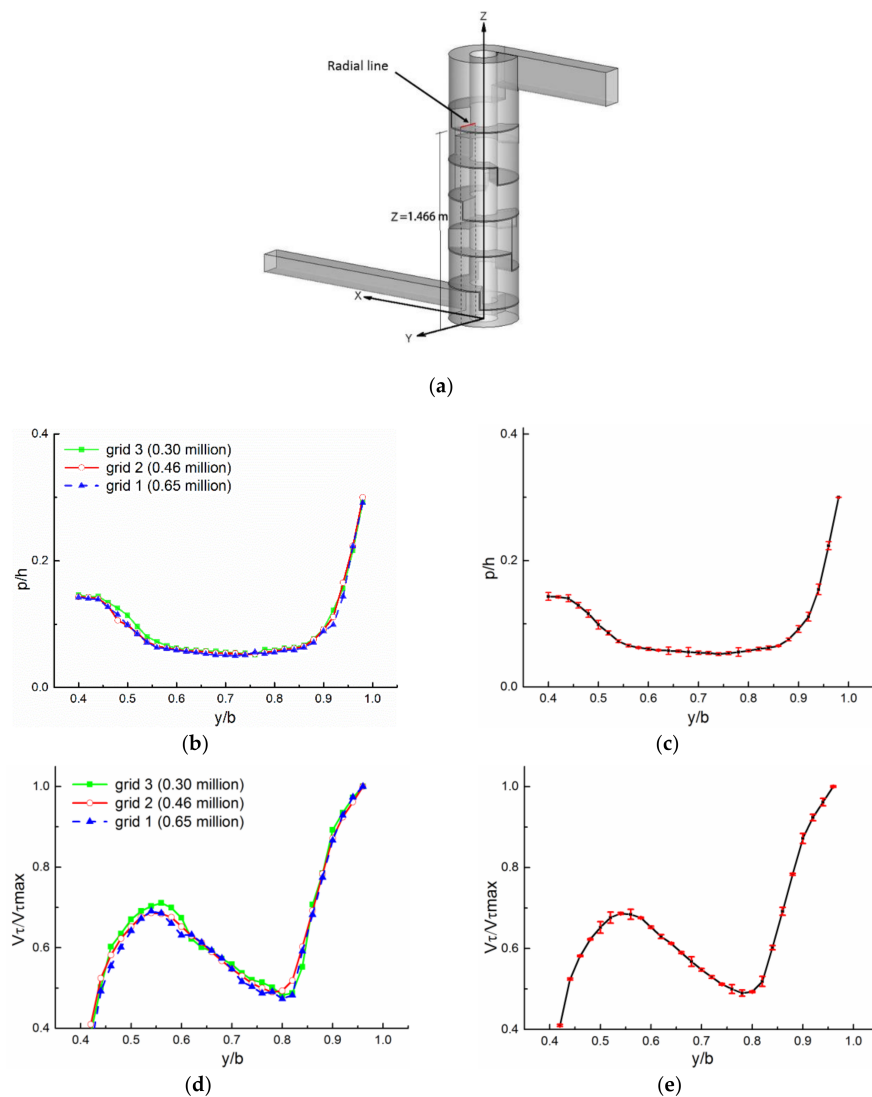 Z
Radial line
Z=1.466 m
X
Y
(a)
0.4
0.2
0.0
p/h
grid 3 (0.30 million)
grid 2 (0.46 million)
grid 1 (0.65 million)
0.4 0.5 0.6 0.7 0.8 0.9 1.0
y/b
(b)
0.4
0.2
0.0
p/h
0.4 0.5 0.6 0.7 0.8 0.9 1.0
y/b
(c)
1.0
0.8
0.6
0.4
Vτ/Vτmax
grid 3 (0.30 million)
grid 2 (0.46 million)
grid 1 (0.65 million)
0.4 0.5 0.6 0.7 0.8 0.9 1.0
y/b
(d)
1.0
0.8
0.6
0.4
Vτ/Vτmax
0.4 0.5 0.6 0.7 0.8 0.9 1.0
y/b
(e)